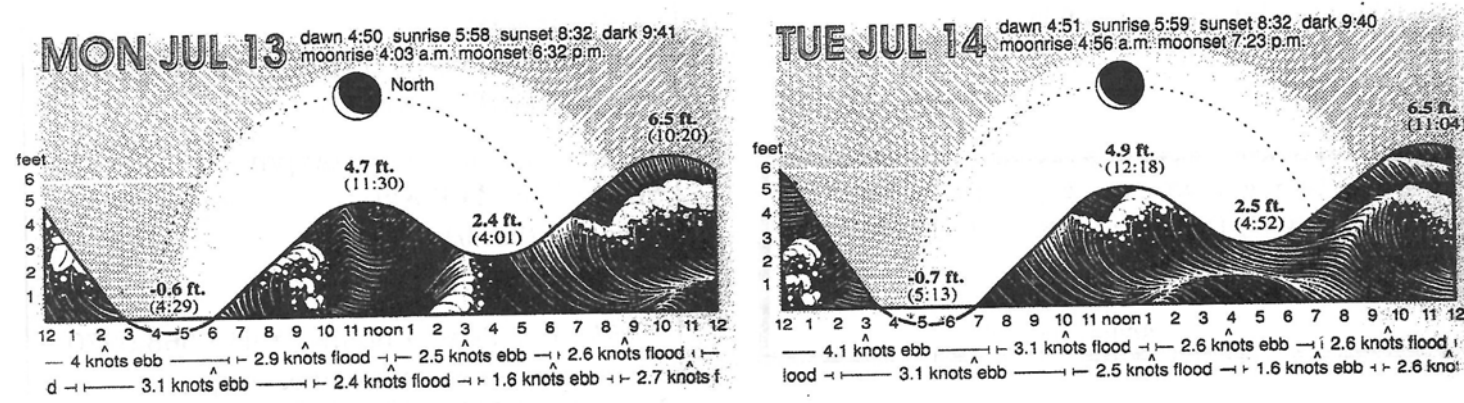 MON JUL 13
dawn 4:50 sunrise 5:58 sunset 8:32 dark 9:41
moonrise 4:03 a.m. moonset 6:32 p.m.
North
feet
6
5
4
3
2
1
-0.6 ft.
(4:29)
4.7 ft.
(11:30)
2.4 ft.
(4:01)
6.5 ft.
(10:20)
12 1 2 3 4 5 6 7 8 9 10 11 noon 1 2 3 4 5 6 7 8 9 10 11 12
4 knots ebb 2.9 knots flood 2.5 knots ebb 2.6 knots flood
d 3.1 knots ebb 2.4 knots flood 1.6 knots ebb 2.7 knots f
TUE JUL 14
dawn 4:51 sunrise 5:59 sunset 8:32 dark 9:40
moonrise 4:56 a.m. moonset 7:23 p.m.
feet
6
5
4
3
2
1
-0.7 ft.
(5:13)
4.9 ft.
(12:18)
2.5 ft.
(4:52)
6.5 ft.
(11:04)
12 1 2 3 4 5 6 7 8 9 10 11 noon 1 2 3 4 5 6 7 8 9 10 11 12
4.1 knots ebb 3.1 knots flood 2.6 knots ebb 2.6 knots flood
lood 3.1 knots ebb 2.5 knots flood 1.6 knots ebb 2.6 knot